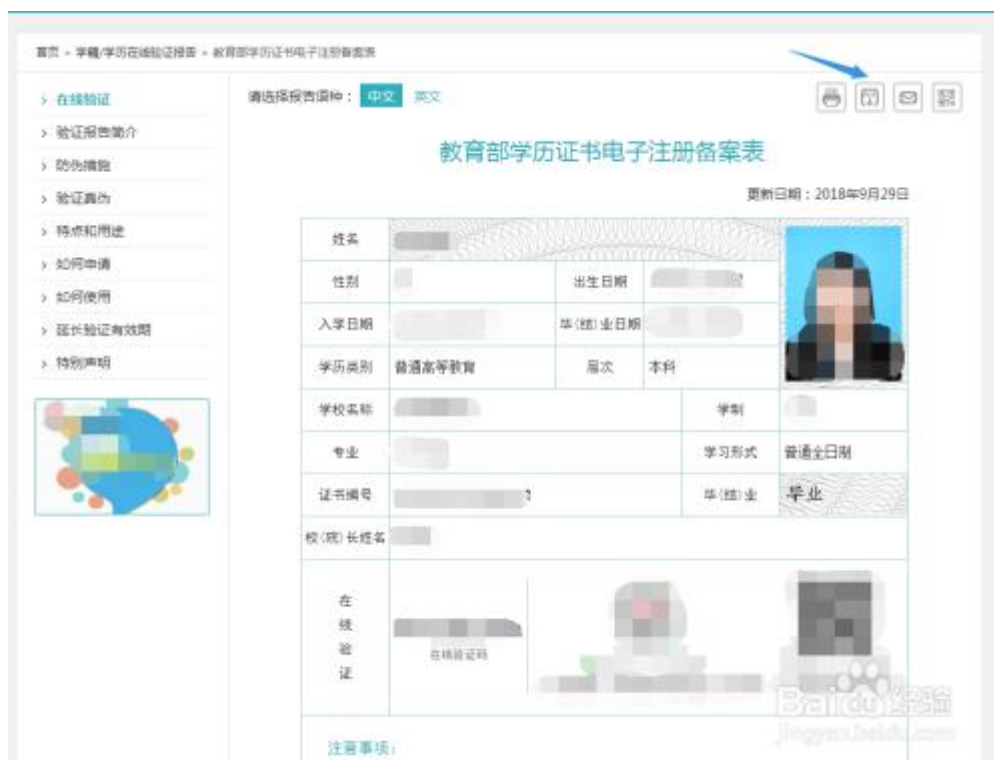 首页 » 学籍/学历在线验证报告 » 教育部学历证书电子注册备案表
在线验证
验证报告简介
防伪措施
验证真伪
特点和用途
如何申请
如何使用
延长验证有效期
特别声明
请选择报告语种： 中文 英文
教育部学历证书电子注册备案表
更新日期：2018年9月29日
姓名
性别 出生日期
入学日期 毕（结）业日期
学历类别 普通高等教育 层次 本科
学校名称 学制
专业 学习形式 普通全日制
证书编号 毕（结）业 毕业
校（院）长姓名
在线验证
在线验证码
注意事项：
Baidu经验
jingyan.baidu.com